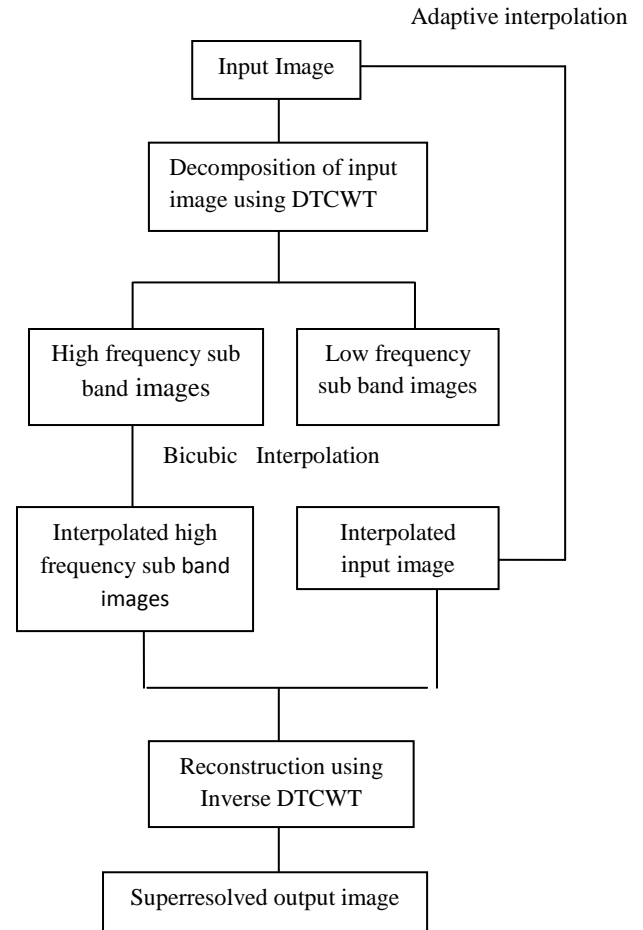 Adaptive interpolation
Input Image
Decomposition of input
image using DTCWT
High frequency sub
band images
Low frequency
sub band images
Bicubic Interpolation
Interpolated high
frequency sub band
images
Interpolated
input image
Reconstruction using
Inverse DTCWT
Superresolved output image